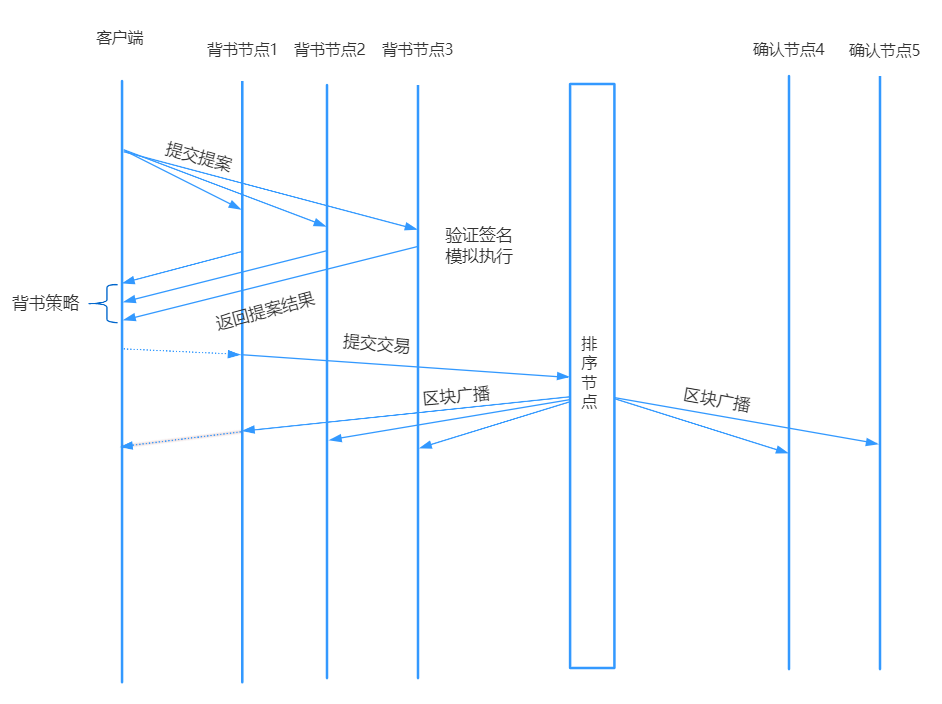 客户端
背书节点1
背书节点2
背书节点3
确认节点4
确认节点5
提交提案
验证签名
模拟执行
背书策略
返回提案结果
提交交易
排序节点
区块广播
区块广播